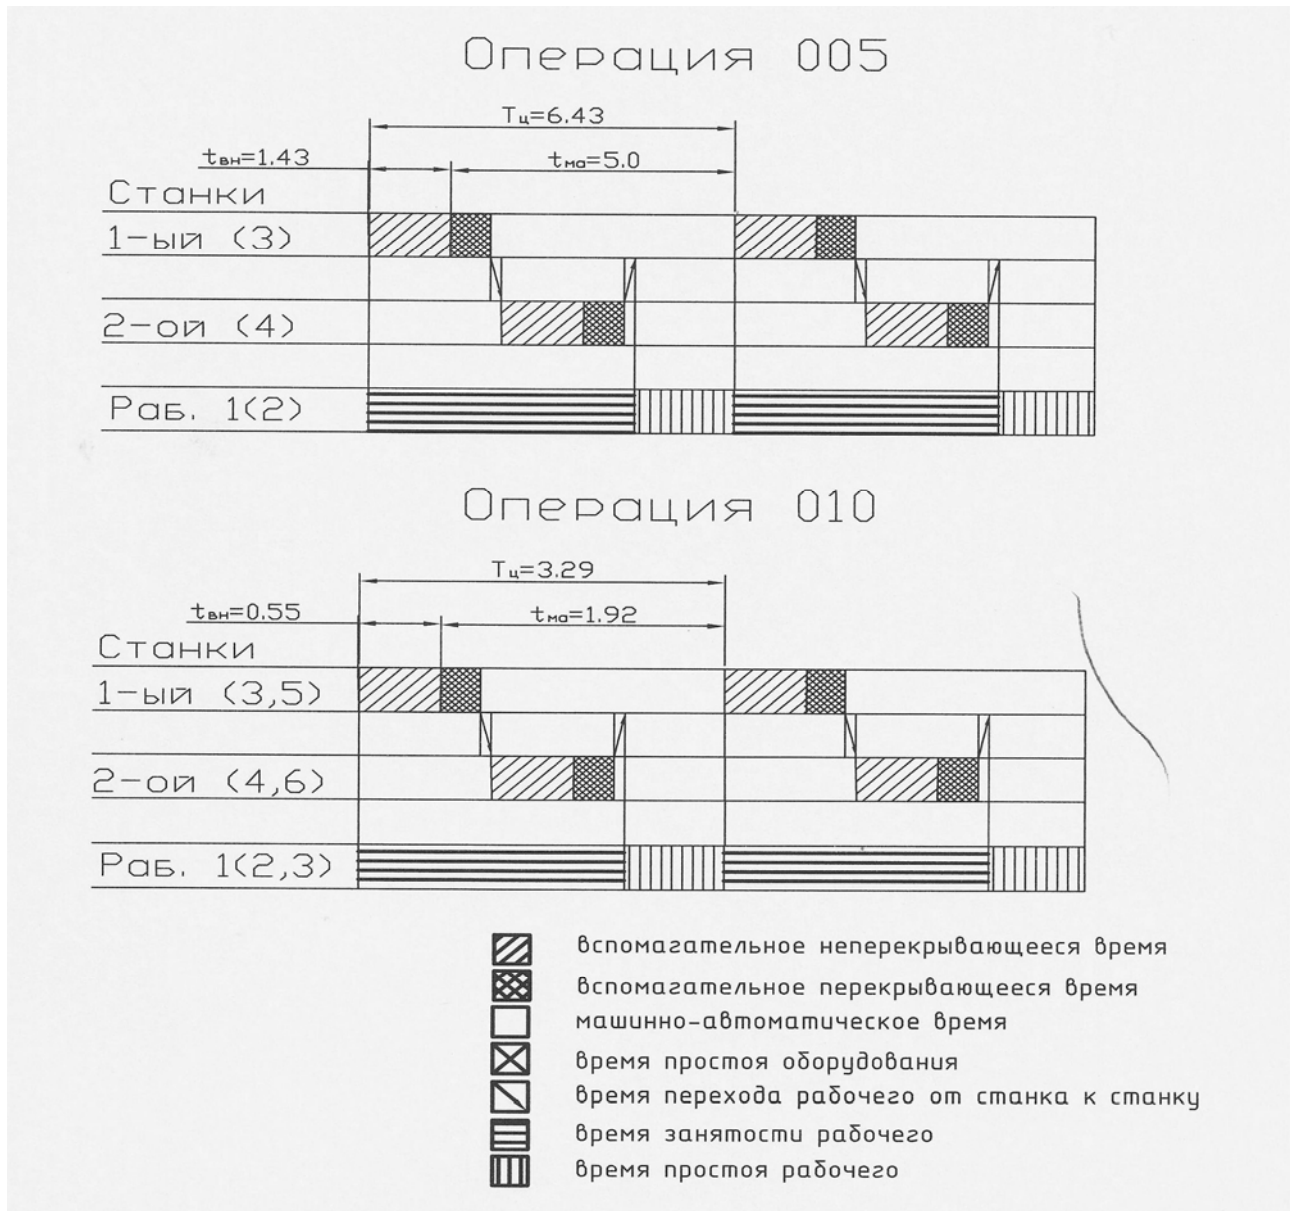 Операция 005
Тц=6.43
tвн=1.43
tма=5.0
Станки
1-ый (3)
2-ой (4)
Раб. 1(2)
Операция 010
Тц=3.29
tвн=0.55
tма=1.92
Станки
1-ый (3,5)
2-ой (4,6)
Раб. 1(2,3)
вспомагательное неперекрывающееся время
вспомагательное перекрывающееся время
машинно-автоматическое время
время простоя оборудования
время перехода рабочего от станка к станку
время занятости рабочего
время простоя рабочего